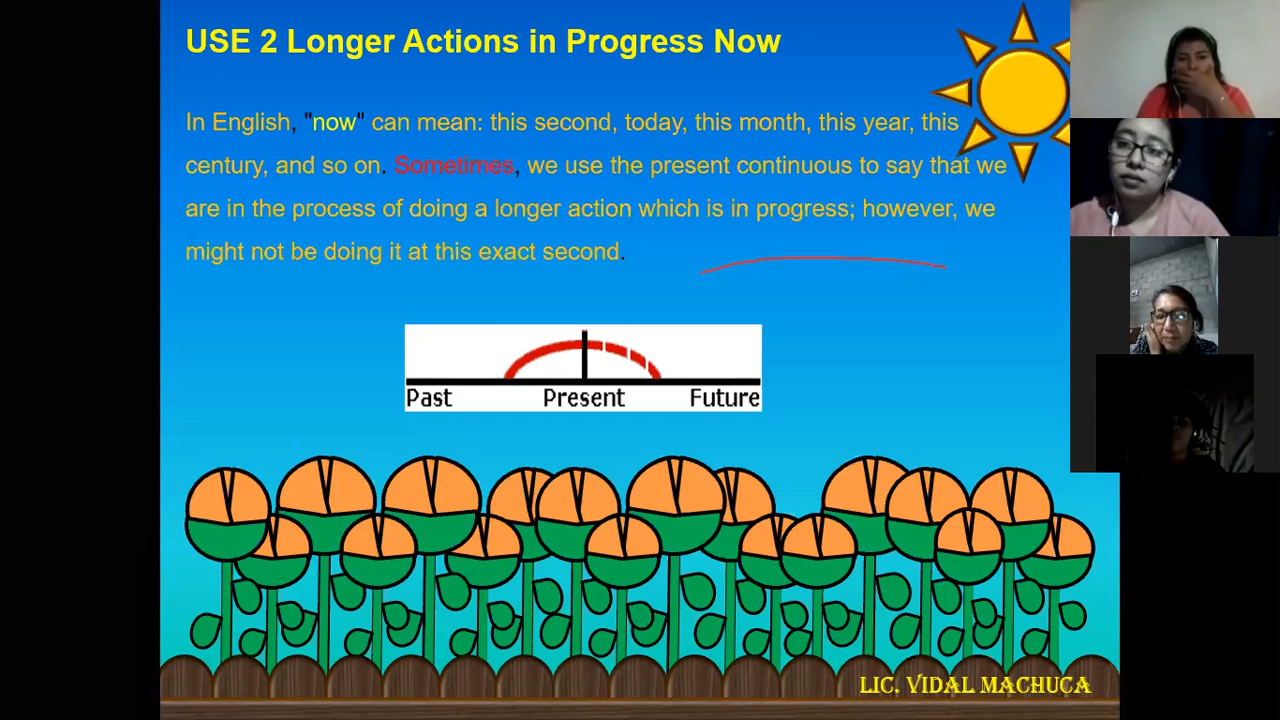 USE 2 Longer Actions in Progress Now
In English, "now" can mean: this second, today, this month, this year, this
century, and so on. Sometimes, we use the present continuous to say that we
are in the process of doing a longer action which is in progress; however, we
might not be doing it at this exact second.
Past Present Future
LIC. VIDAL MACHUCA